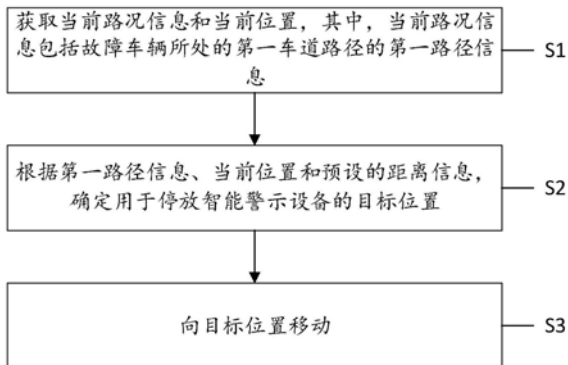 获取当前路况信息和当前位置，其中，当前路况信
息包括故障车辆所处的第一车道路径的第一路径信
息
S1
根据第一路径信息、当前位置和预设的距离信息，
确定用于停放智能警示设备的目标位置
S2
向目标位置移动
S3